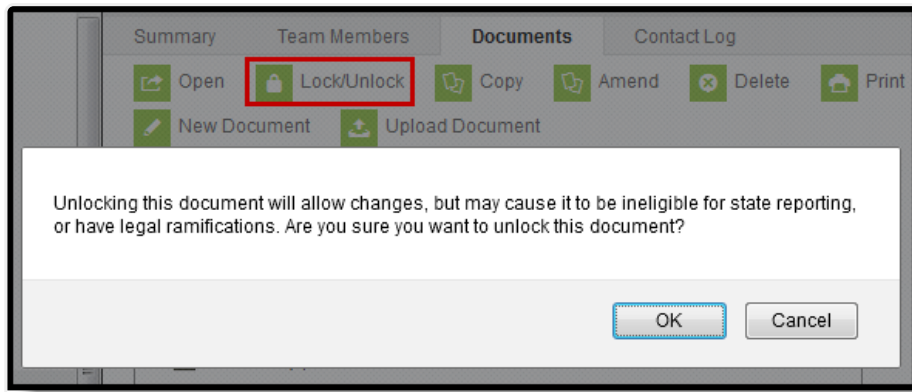 Summary Team Members Documents Contact Log
Open Lock/Unlock Copy Amend Delete Print
New Document Upload Document
Unlocking this document will allow changes, but may cause it to be ineligible for state reporting,
or have legal ramifications. Are you sure you want to unlock this document?
OK Cancel